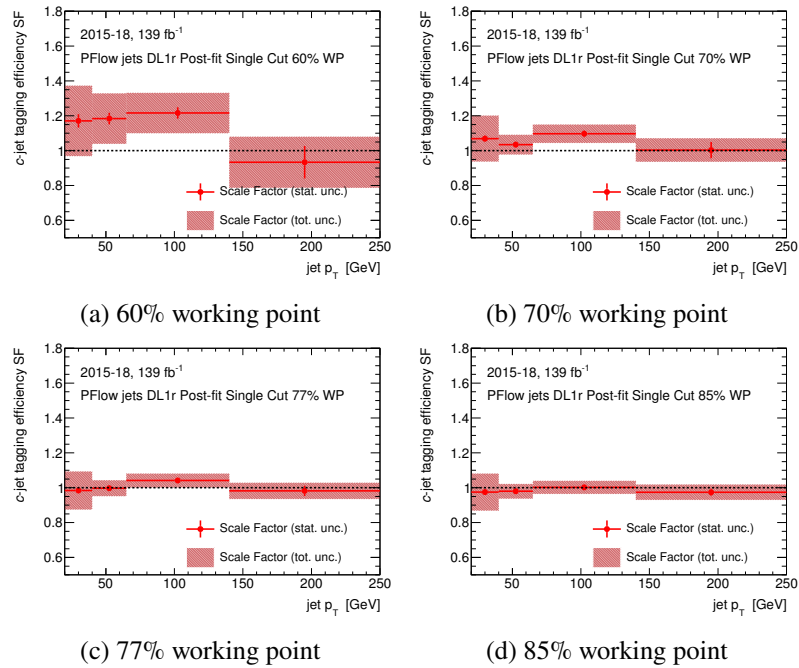 c-jet tagging efficiency SF
1.8
1.6
1.4
1.2
1
0.8
0.6
2015-18, 139 fb⁻¹
PFlow jets DL1r Post-fit Single Cut 60% WP
Scale Factor (stat. unc.)
Scale Factor (tot. unc.)
50 100 150 200 250
jet p_T [GeV]
(a) 60% working point
c-jet tagging efficiency SF
1.8
1.6
1.4
1.2
1
0.8
0.6
2015-18, 139 fb⁻¹
PFlow jets DL1r Post-fit Single Cut 70% WP
Scale Factor (stat. unc.)
Scale Factor (tot. unc.)
50 100 150 200 250
jet p_T [GeV]
(b) 70% working point
c-jet tagging efficiency SF
1.8
1.6
1.4
1.2
1
0.8
0.6
2015-18, 139 fb⁻¹
PFlow jets DL1r Post-fit Single Cut 77% WP
Scale Factor (stat. unc.)
Scale Factor (tot. unc.)
50 100 150 200 250
jet p_T [GeV]
(c) 77% working point
c-jet tagging efficiency SF
1.8
1.6
1.4
1.2
1
0.8
0.6
2015-18, 139 fb⁻¹
PFlow jets DL1r Post-fit Single Cut 85% WP
Scale Factor (stat. unc.)
Scale Factor (tot. unc.)
50 100 150 200 250
jet p_T [GeV]
(d) 85% working point